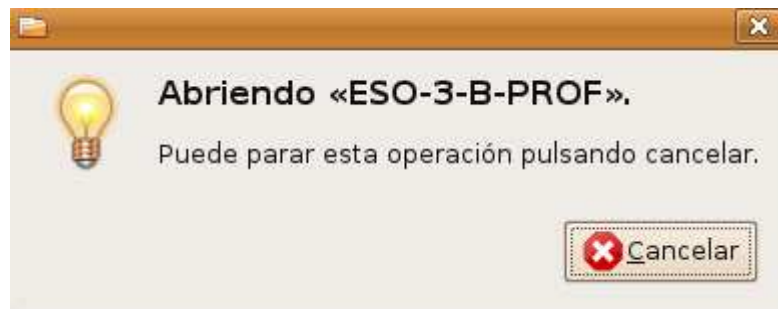 Abriendo «ESO-3-B-PROF».
Puede parar esta operación pulsando cancelar.
Cancelar